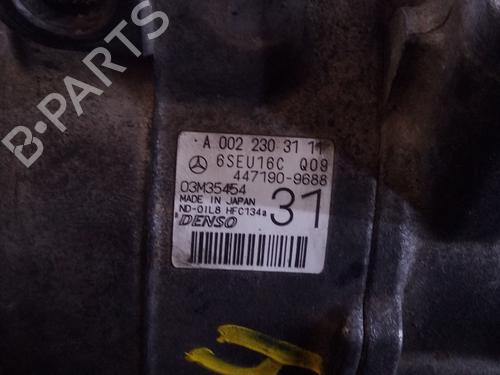 B-PARTS
A 002 230 31 11
6SEU16C Q09
447190-9688
03M35454
MADE IN JAPAN
ND-OIL8 HFC134a
31
DENSO